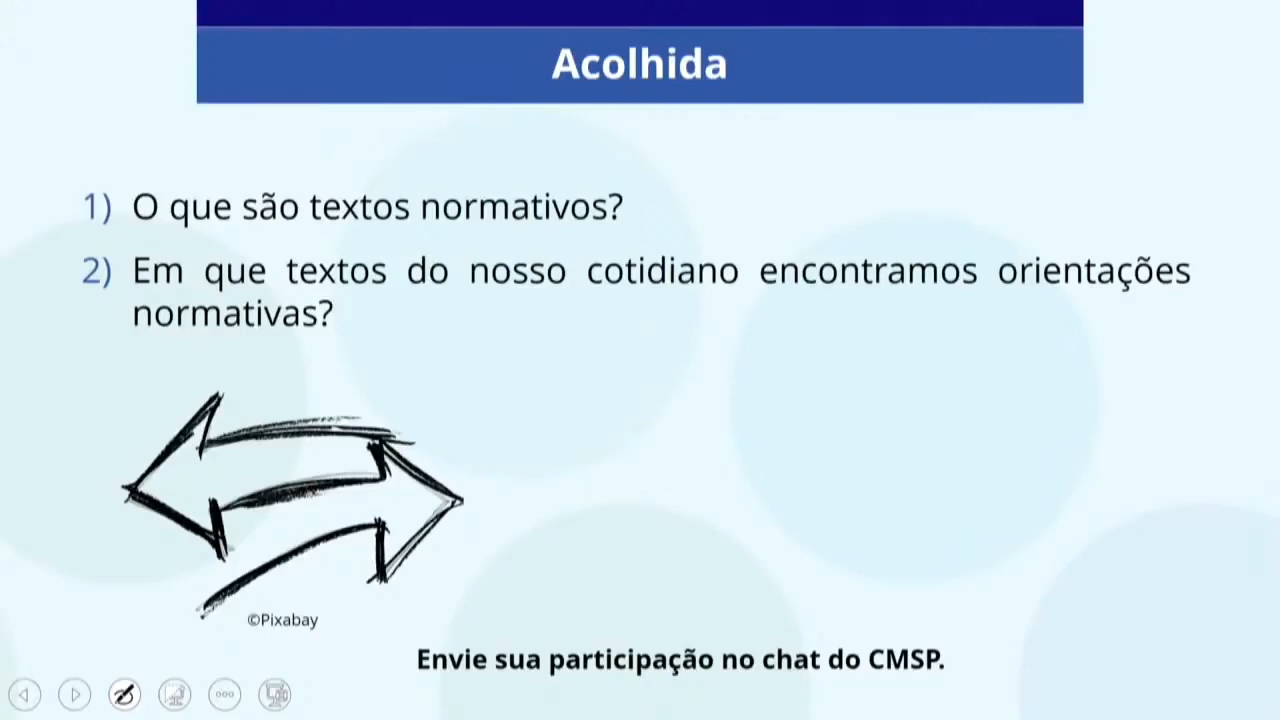 Acolhida
1) O que são textos normativos?
2) Em que textos do nosso cotidiano encontramos orientações
normativas?
©Pixabay
Envie sua participação no chat do CMSP.